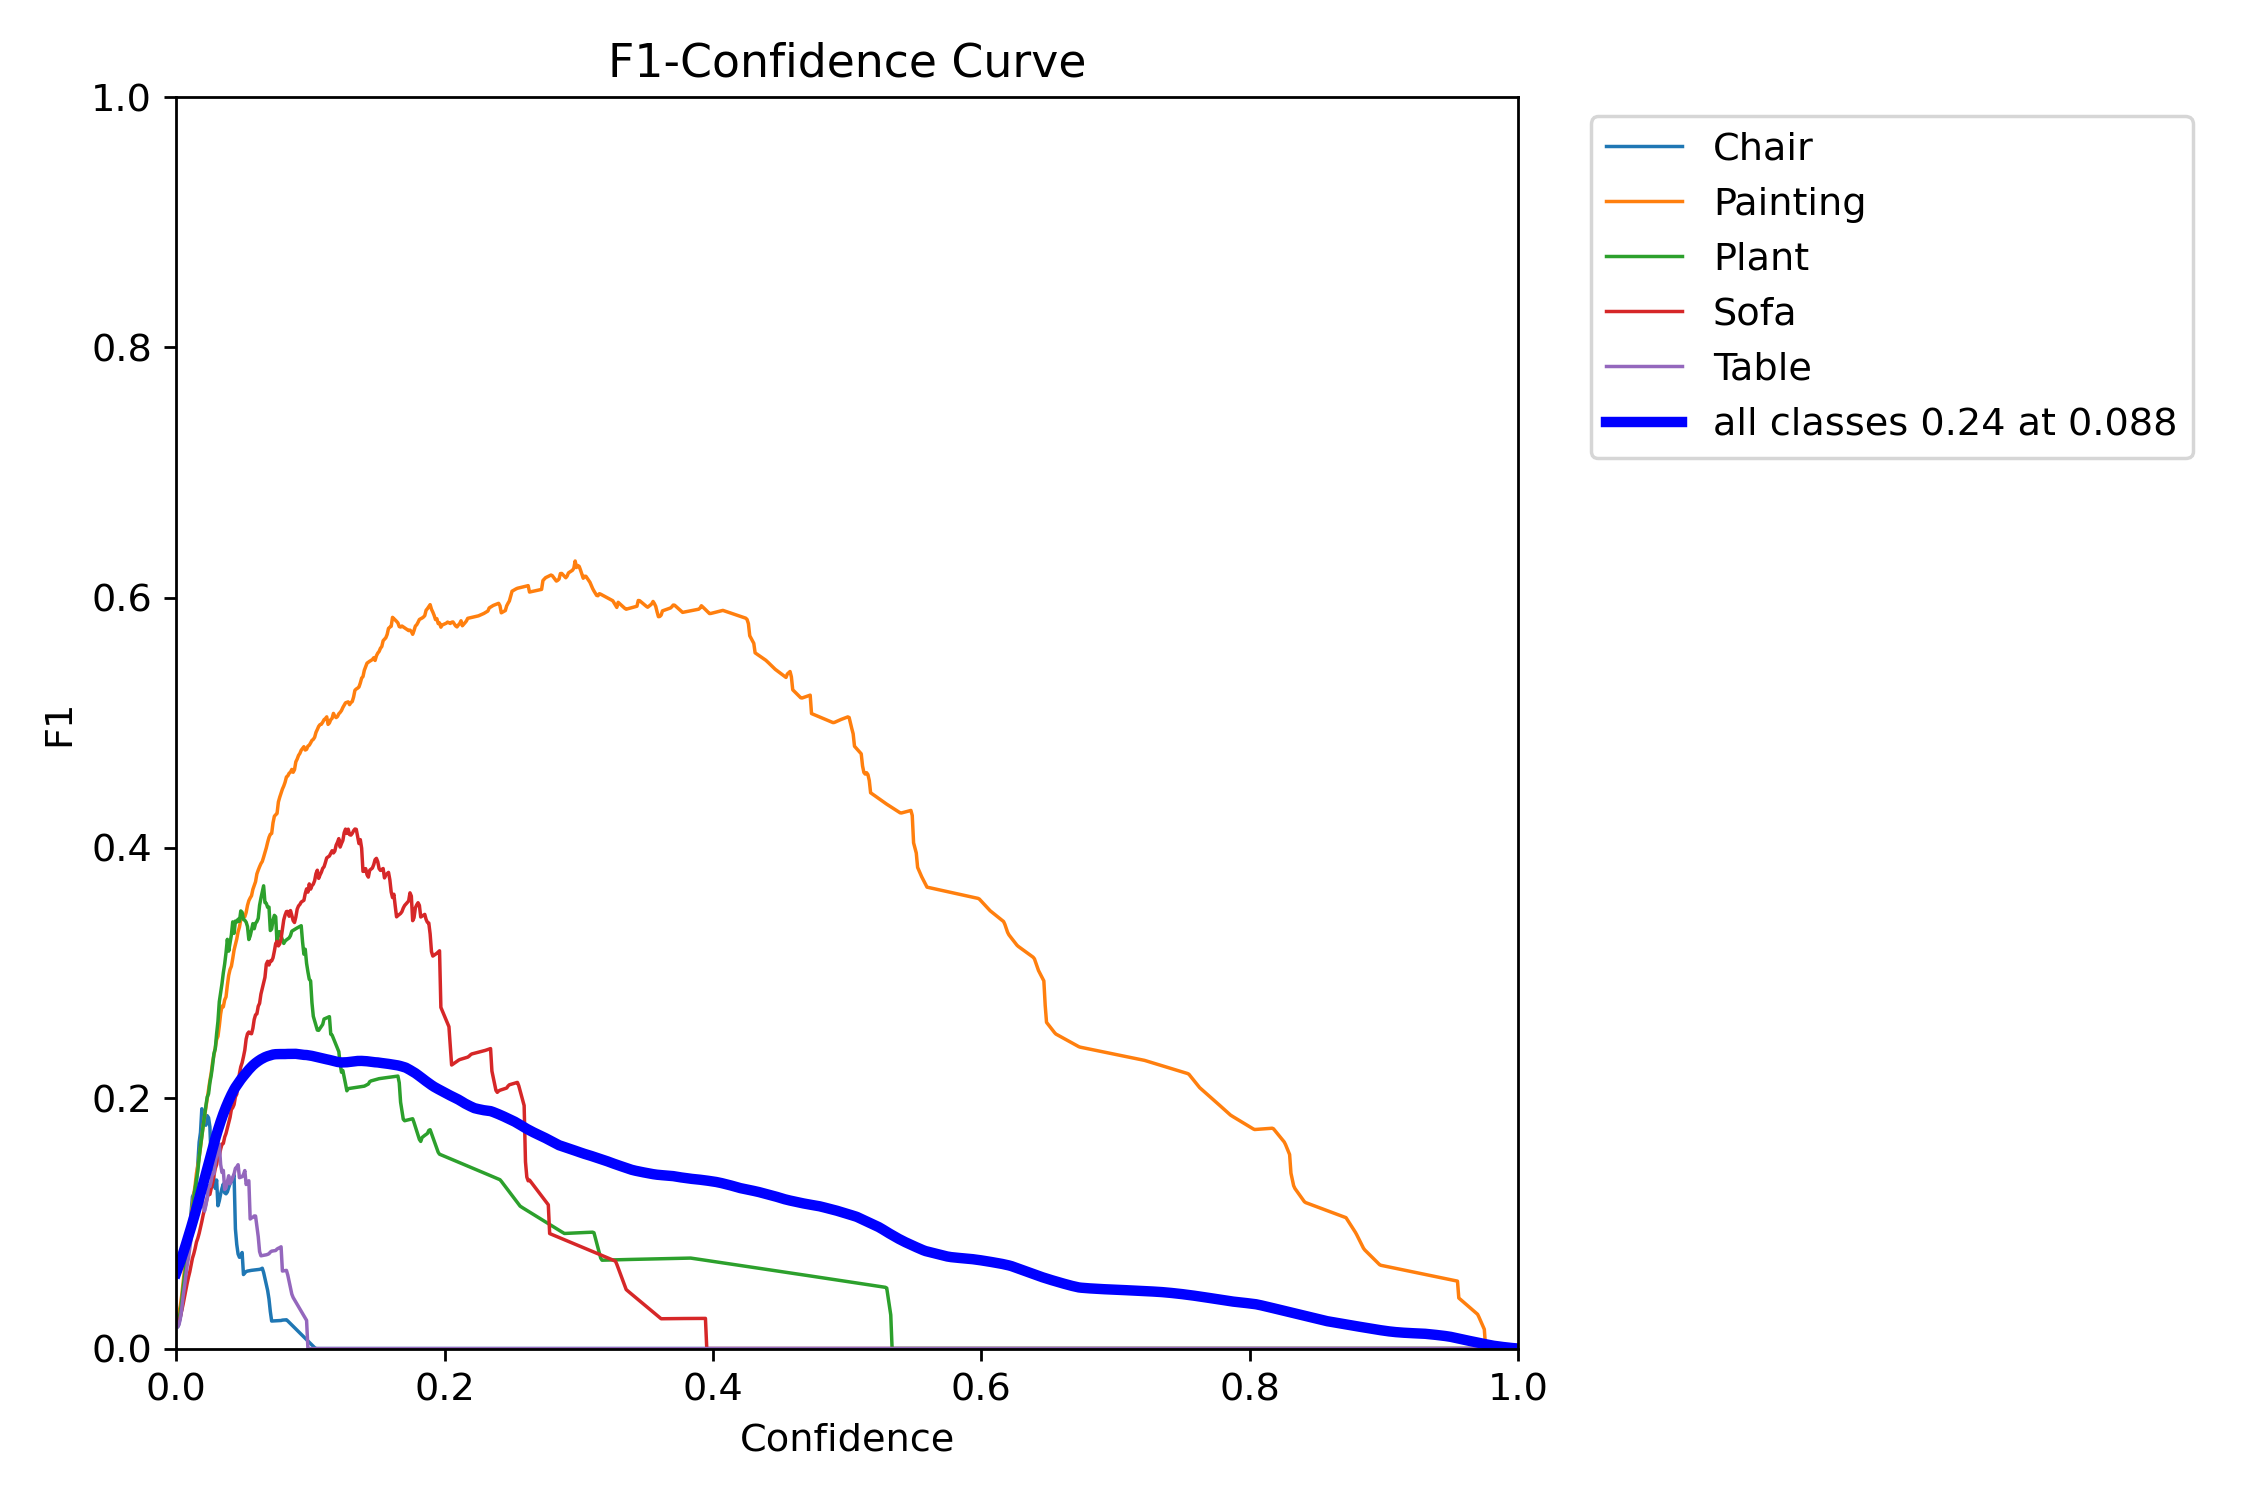 F1-Confidence Curve
1.0
0.8
0.6
0.4
0.2
0.0
F1
0.0 0.2 0.4 0.6 0.8 1.0
Confidence
Chair
Painting
Plant
Sofa
Table
all classes 0.24 at 0.088